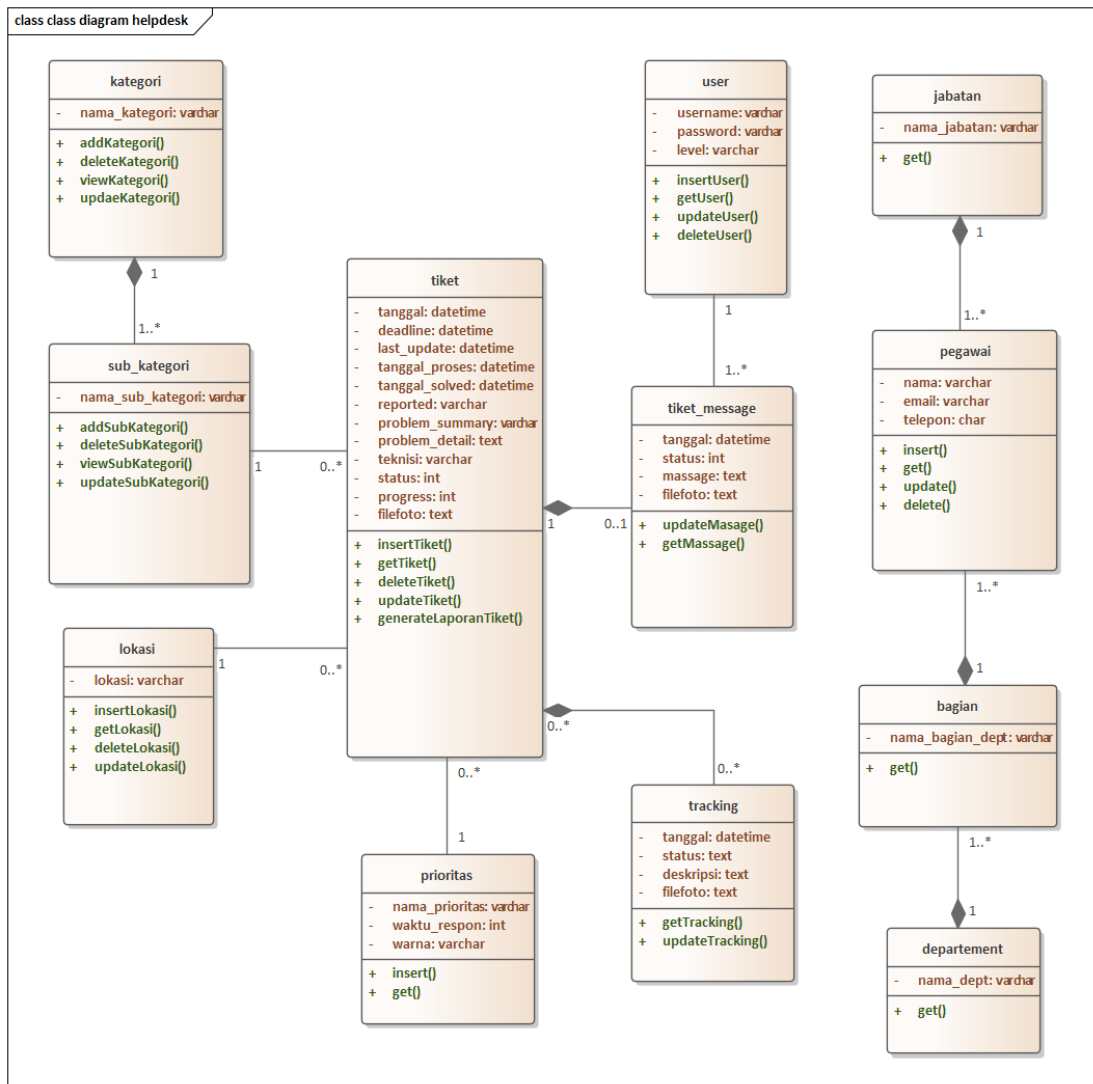 class class diagram helpdesk
kategori
- nama_kategori: varchar
+ addKategori()
+ deleteKategori()
+ viewKategori()
+ updaeKategori()
1
1..*
sub_kategori
- nama_sub_kategori: varchar
+ addSubKategori()
+ deleteSubKategori()
+ viewSubKategori()
+ updateSubKategori()
1
0..*
lokasi
- lokasi: varchar
+ insertLokasi()
+ getLokasi()
+ deleteLokasi()
+ updateLokasi()
1
0..*
tiket
- tanggal: datetime
- deadline: datetime
- last_update: datetime
- tanggal_proses: datetime
- tanggal_solved: datetime
- reported: varchar
- problem_summary: varchar
- problem_detail: text
- teknisi: varchar
- status: int
- progress: int
- filefoto: text
+ insertTiket()
+ getTiket()
+ deleteTiket()
+ updateTiket()
+ generateLaporanTiket()
1
0..1
0..*
0..*
0..*
1
prioritas
- nama_prioritas: varchar
- waktu_respon: int
- warna: varchar
+ insert()
+ get()
user
- username: varchar
- password: varchar
- level: varchar
+ insertUser()
+ getUser()
+ updateUser()
+ deleteUser()
1
1..*
tiket_message
- tanggal: datetime
- status: int
- massage: text
- filefoto: text
+ updateMasage()
+ getMassage()
tracking
- tanggal: datetime
- status: text
- deskripsi: text
- filefoto: text
+ getTracking()
+ updateTracking()
jabatan
- nama_jabatan: varchar
+ get()
1
1..*
pegawai
- nama: varchar
- email: varchar
- telepon: char
+ insert()
+ get()
+ update()
+ delete()
1..*
1
bagian
- nama_bagian_dept: varchar
+ get()
1..*
1
departement
- nama_dept: varchar
+ get()